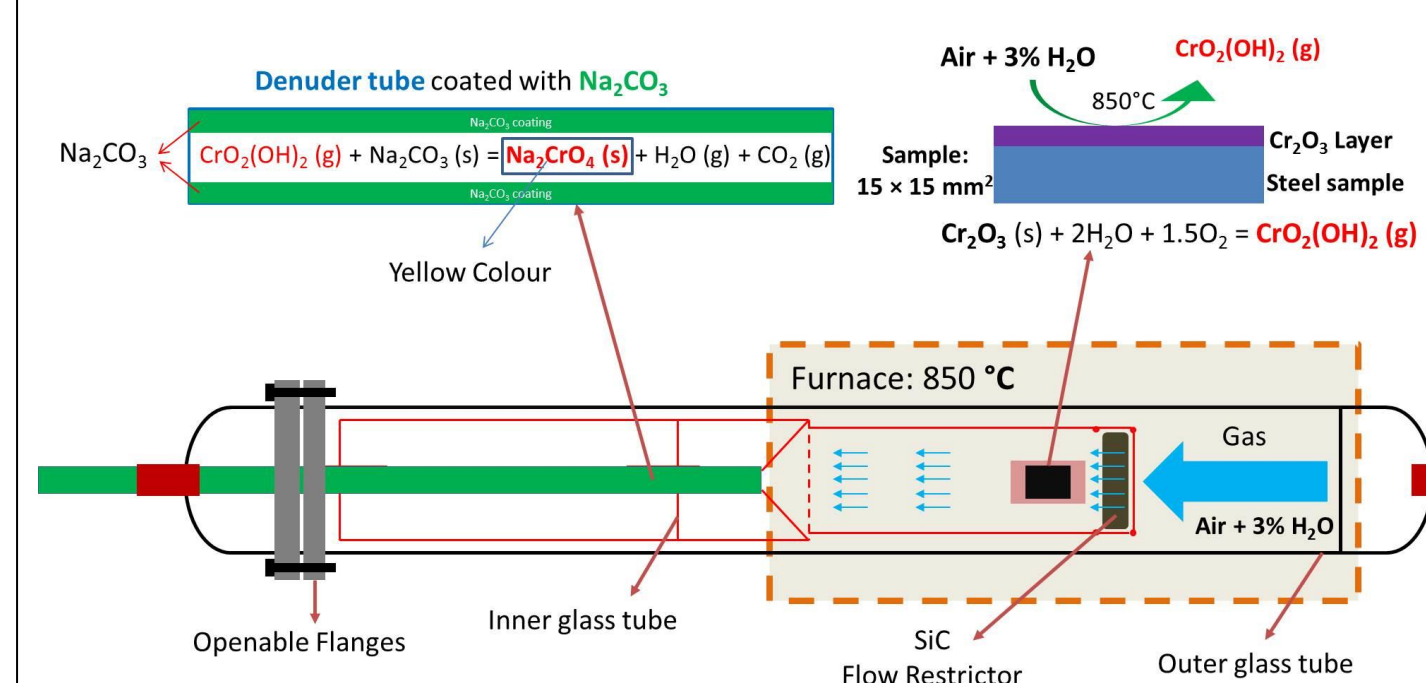 Denuder tube coated with Na₂CO₃
Na₂CO₃ coating
Na₂CO₃
CrO₂(OH)₂ (g) + Na₂CO₃ (s) = Na₂CrO₄ (s) + H₂O (g) + CO₂ (g)
Na₂CO₃ coating
Yellow Colour
Air + 3% H₂O
CrO₂(OH)₂ (g)
850°C
Sample:
15 × 15 mm²
Cr₂O₃ Layer
Steel sample
Cr₂O₃ (s) + 2H₂O + 1.5O₂ = CrO₂(OH)₂ (g)
Furnace: 850 °C
Gas
Air + 3% H₂O
Openable Flanges
Inner glass tube
SiC
Flow Restrictor
Outer glass tube